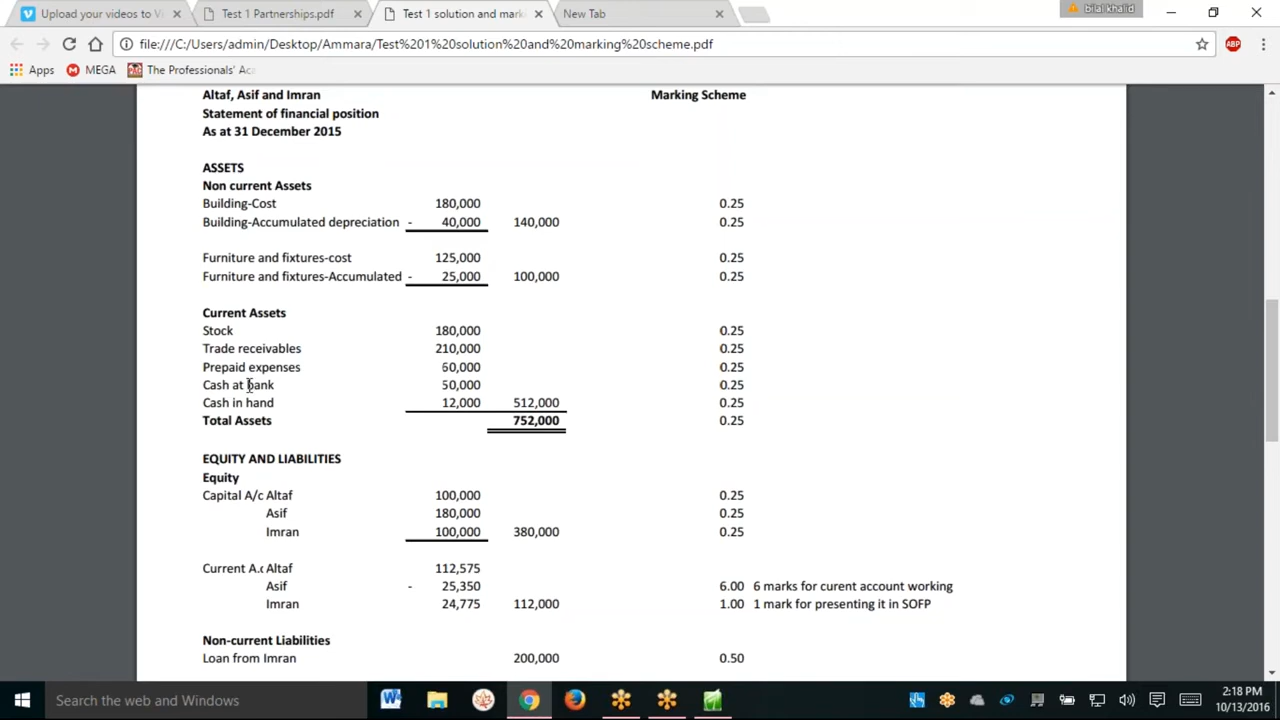 Upload your videos to Vi
Test 1 Partnerships.pdf
Test 1 solution and mark
New Tab
bilal khalid
file:///C:/Users/admin/Desktop/Ammara/Test%201%20solution%20and%20marking%20scheme.pdf
ABP
Apps MEGA The Professionals' Aca
Altaf, Asif and Imran Marking Scheme
Statement of financial position
As at 31 December 2015
ASSETS
Non current Assets
Building-Cost 180,000 0.25
Building-Accumulated depreciation - 40,000 140,000 0.25
Furniture and fixtures-cost 125,000 0.25
Furniture and fixtures-Accumulated - 25,000 100,000 0.25
Current Assets
Stock 180,000 0.25
Trade receivables 210,000 0.25
Prepaid expenses 60,000 0.25
Cash at bank 50,000 0.25
Cash in hand 12,000 512,000 0.25
Total Assets 752,000 0.25
EQUITY AND LIABILITIES
Equity
Capital A/c Altaf 100,000 0.25
Asif 180,000 0.25
Imran 100,000 380,000 0.25
Current A.c Altaf 112,575
Asif - 25,350 6.00 6 marks for curent account working
Imran 24,775 112,000 1.00 1 mark for presenting it in SOFP
Non-current Liabilities
Loan from Imran 200,000 0.50
Search the web and Windows
2:18 PM
10/13/2016